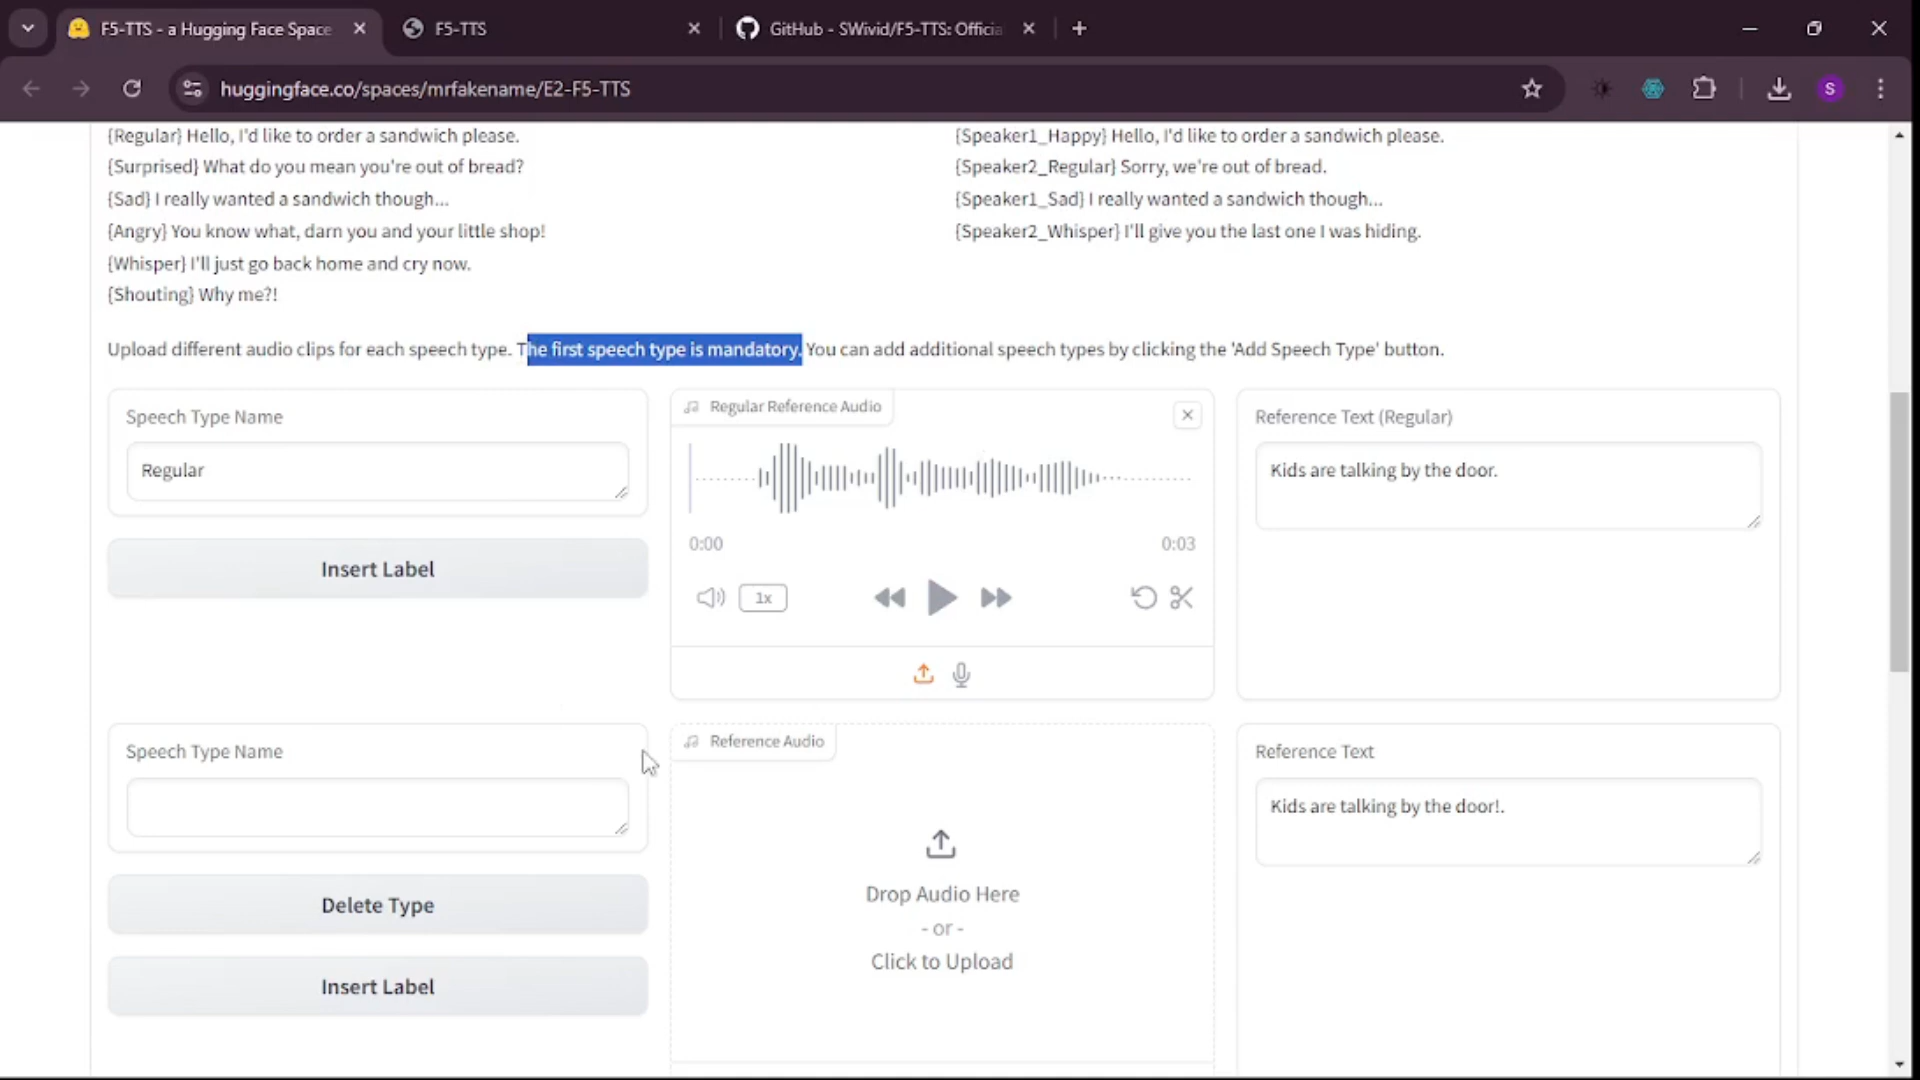 F5-TTS - a Hugging Face Space
F5-TTS
GitHub - SWivid/F5-TTS: Officia
huggingface.co/spaces/mrfakename/E2-F5-TTS
S
{Regular} Hello, I'd like to order a sandwich please.
{Surprised} What do you mean you're out of bread?
{Sad} I really wanted a sandwich though...
{Angry} You know what, darn you and your little shop!
{Whisper} I'll just go back home and cry now.
{Shouting} Why me?!
{Speaker1_Happy} Hello, I'd like to order a sandwich please.
{Speaker2_Regular} Sorry, we're out of bread.
{Speaker1_Sad} I really wanted a sandwich though...
{Speaker2_Whisper} I'll give you the last one I was hiding.
Upload different audio clips for each speech type. The first speech type is mandatory. You can add additional speech types by clicking the 'Add Speech Type' button.
Speech Type Name
Regular
Insert Label
Regular Reference Audio
0:00
0:03
1x
Reference Text (Regular)
Kids are talking by the door.
Speech Type Name
Delete Type
Insert Label
Reference Audio
Drop Audio Here
- or -
Click to Upload
Reference Text
Kids are talking by the door!.